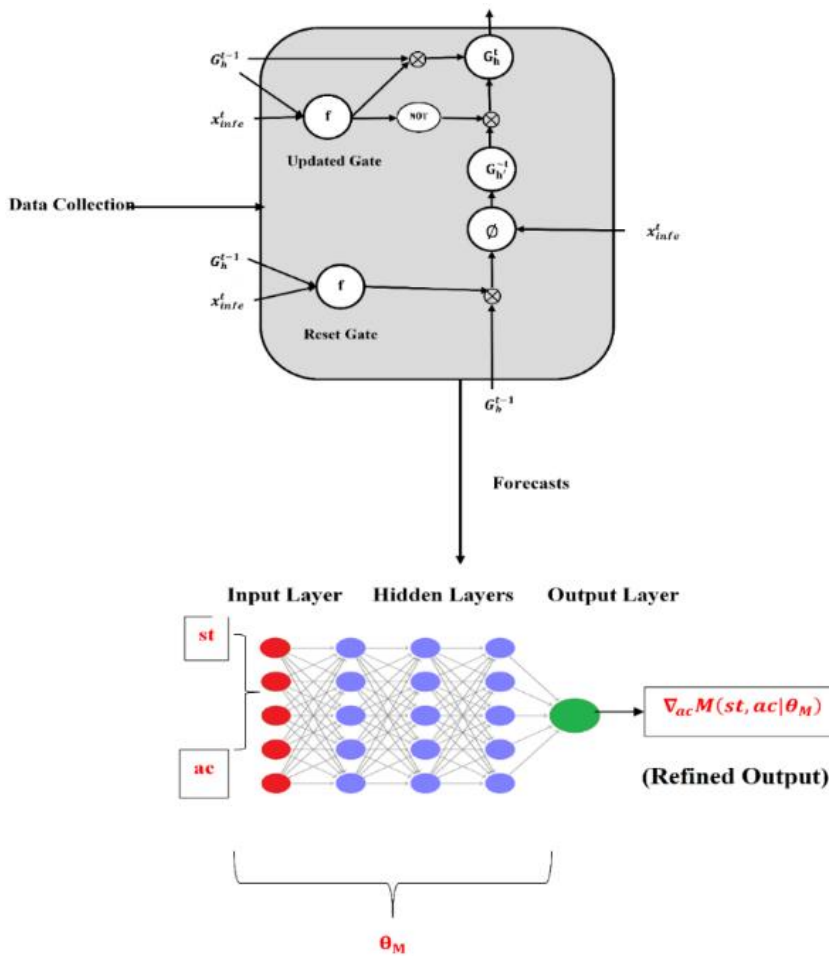 G_h^{t-1}
G_h^t
x_{infe}^t
f
NOT
Updated Gate
G_{h'}^{~t}
Data Collection
∅
x_{infe}^t
G_h^{t-1}
x_{infe}^t
f
Reset Gate
G_h^{t-1}
Forecasts
Input Layer Hidden Layers Output Layer
st
∇_{ac}M(st, ac|θ_M)
ac
(Refined Output)
θ_M